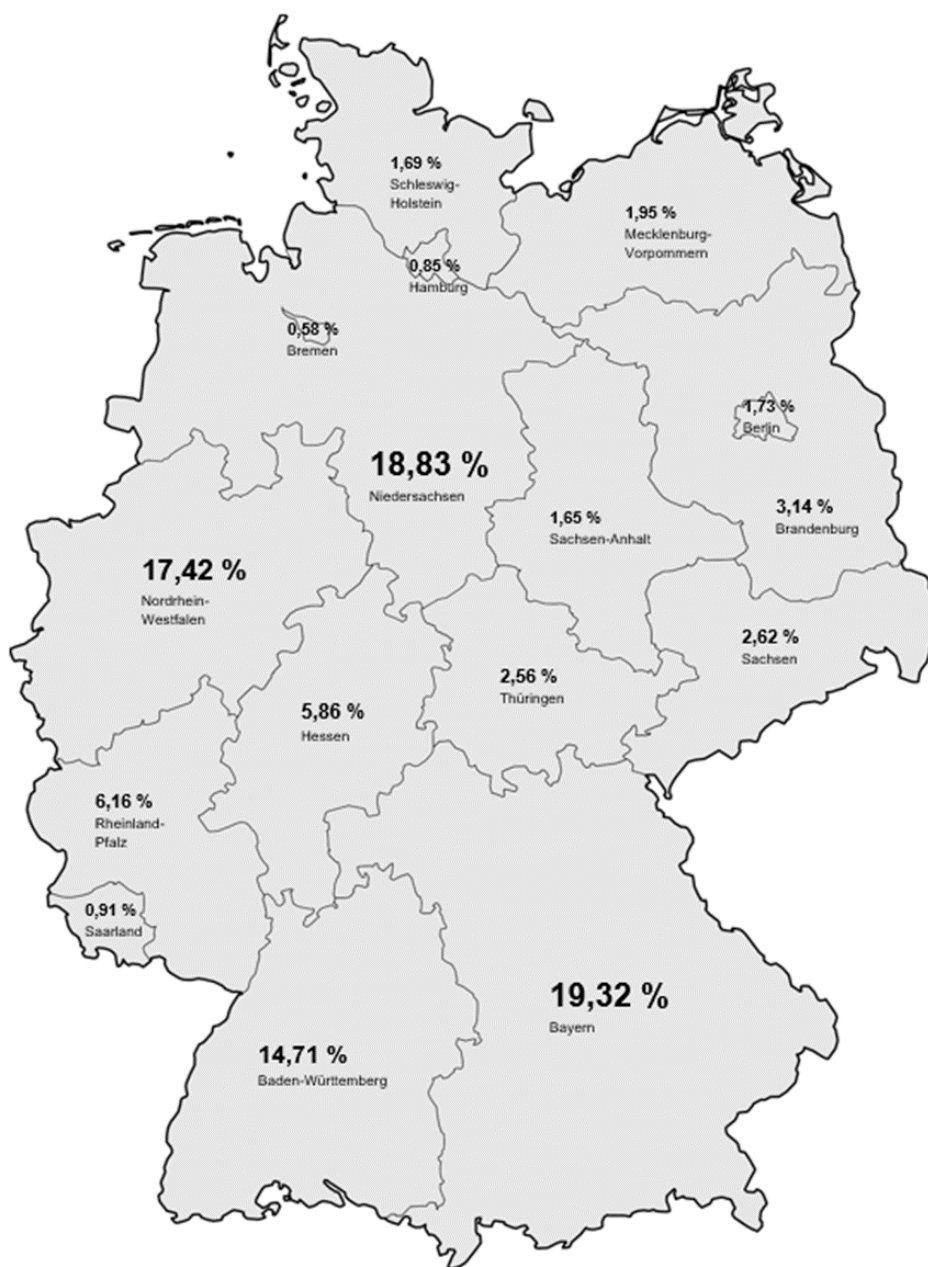 1,69 %
Schleswig-
Holstein
1,95 %
Mecklenburg-
Vorpommern
0,85 %
Hamburg
0,58 %
Bremen
1,73 %
Berlin
18,83 %
Niedersachsen
3,14 %
Brandenburg
1,65 %
Sachsen-Anhalt
17,42 %
Nordrhein-
Westfalen
2,62 %
Sachsen
2,56 %
Thüringen
5,86 %
Hessen
6,16 %
Rheinland-
Pfalz
0,91 %
Saarland
19,32 %
Bayern
14,71 %
Baden-Württemberg